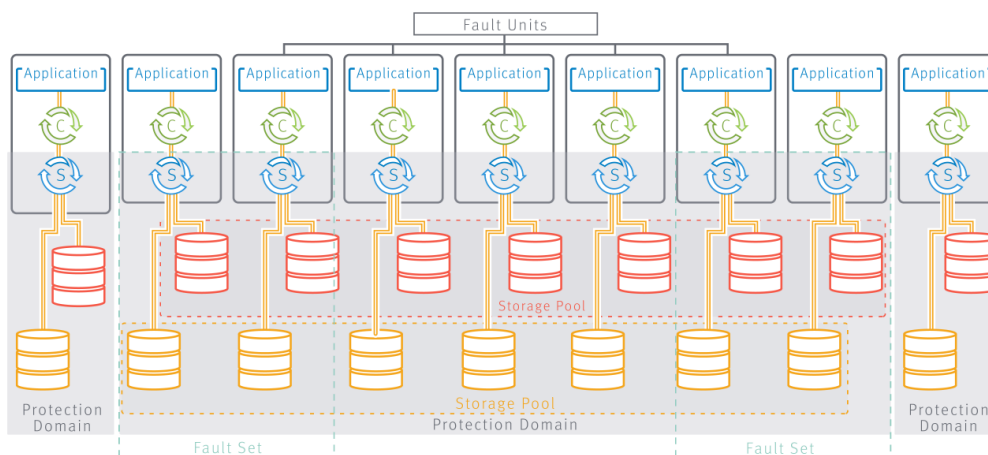 Fault Units
Application Application Application Application Application Application Application Application Application
C C C C C C C C C
S S S S S S S S S
Storage Pool
Storage Pool
Protection
Domain
Protection Domain
Protection
Domain
Fault Set
Fault Set